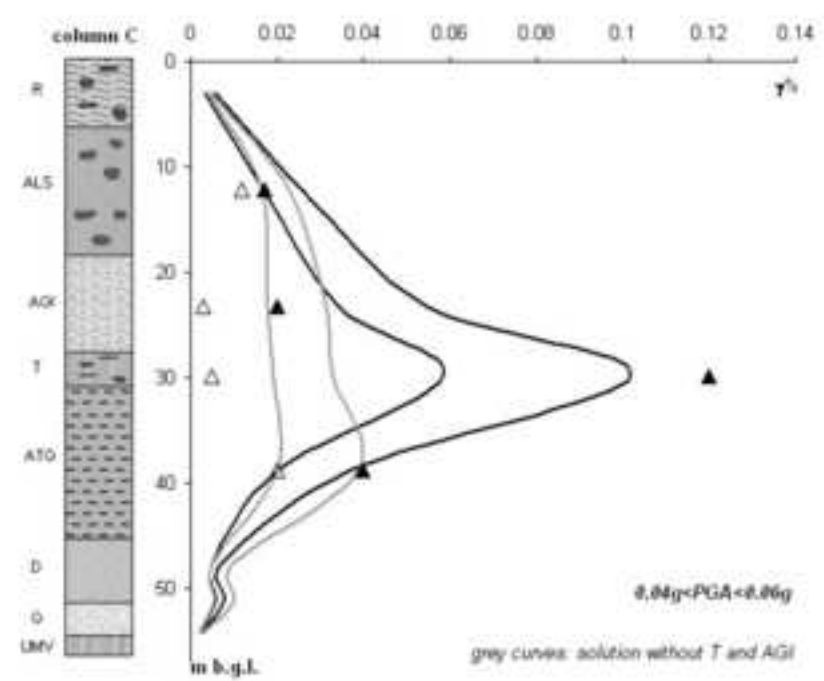 column C
0 0.02 0.04 0.06 0.08 0.1 0.12 0.14
0
γ%
R
10
ALS
20
AGI
T
30
ATG
40
D
50
0.04g<PGA<0.06g
G
UMV
m b.g.l.
grey curves: solution without T and AGI